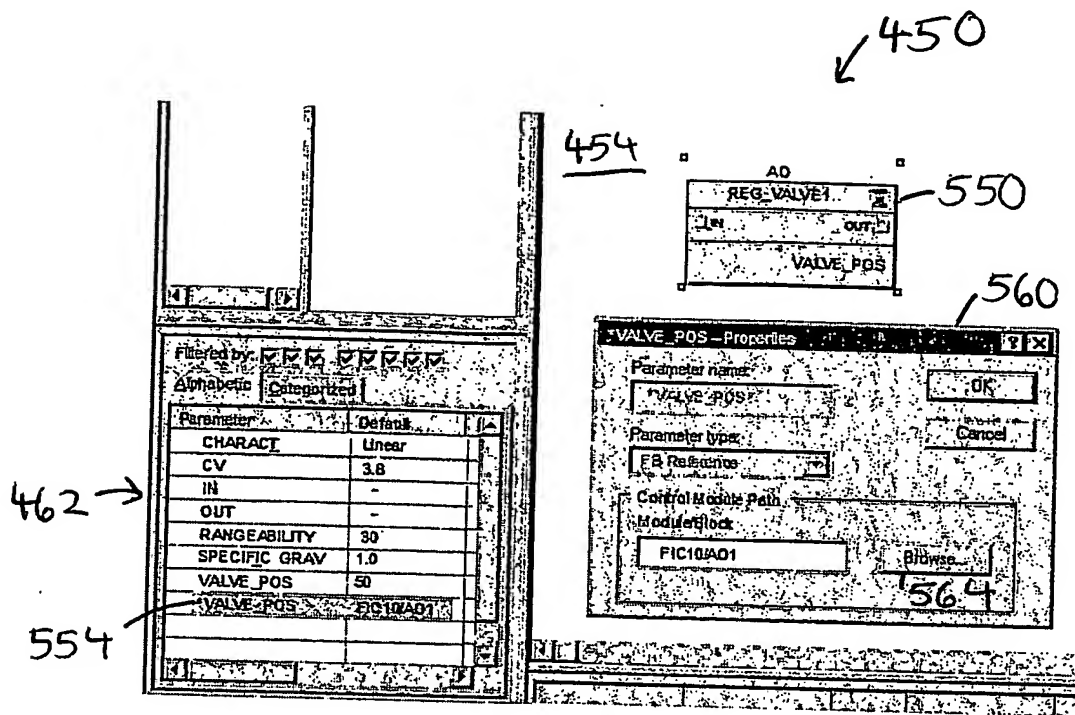 450
454
AO
REG_VALVE1
550
IN OUT
VALVE_POS
560
VALVE_POS - Properties
Parameter name:
VALVE_POS
OK
Parameter type:
Cancel
FB Reference
Control Module Path
Module/Block
FIC10/AO1
Browse...
564
Filtered by:
Alphabetic Categorized
Parameter Default
CHARACT Linear
CV 3.8
IN -
OUT -
RANGEABILITY 30
SPECIFIC GRAV 1.0
VALVE_POS 50
VALVE_POS FIC10/AO1
462
554